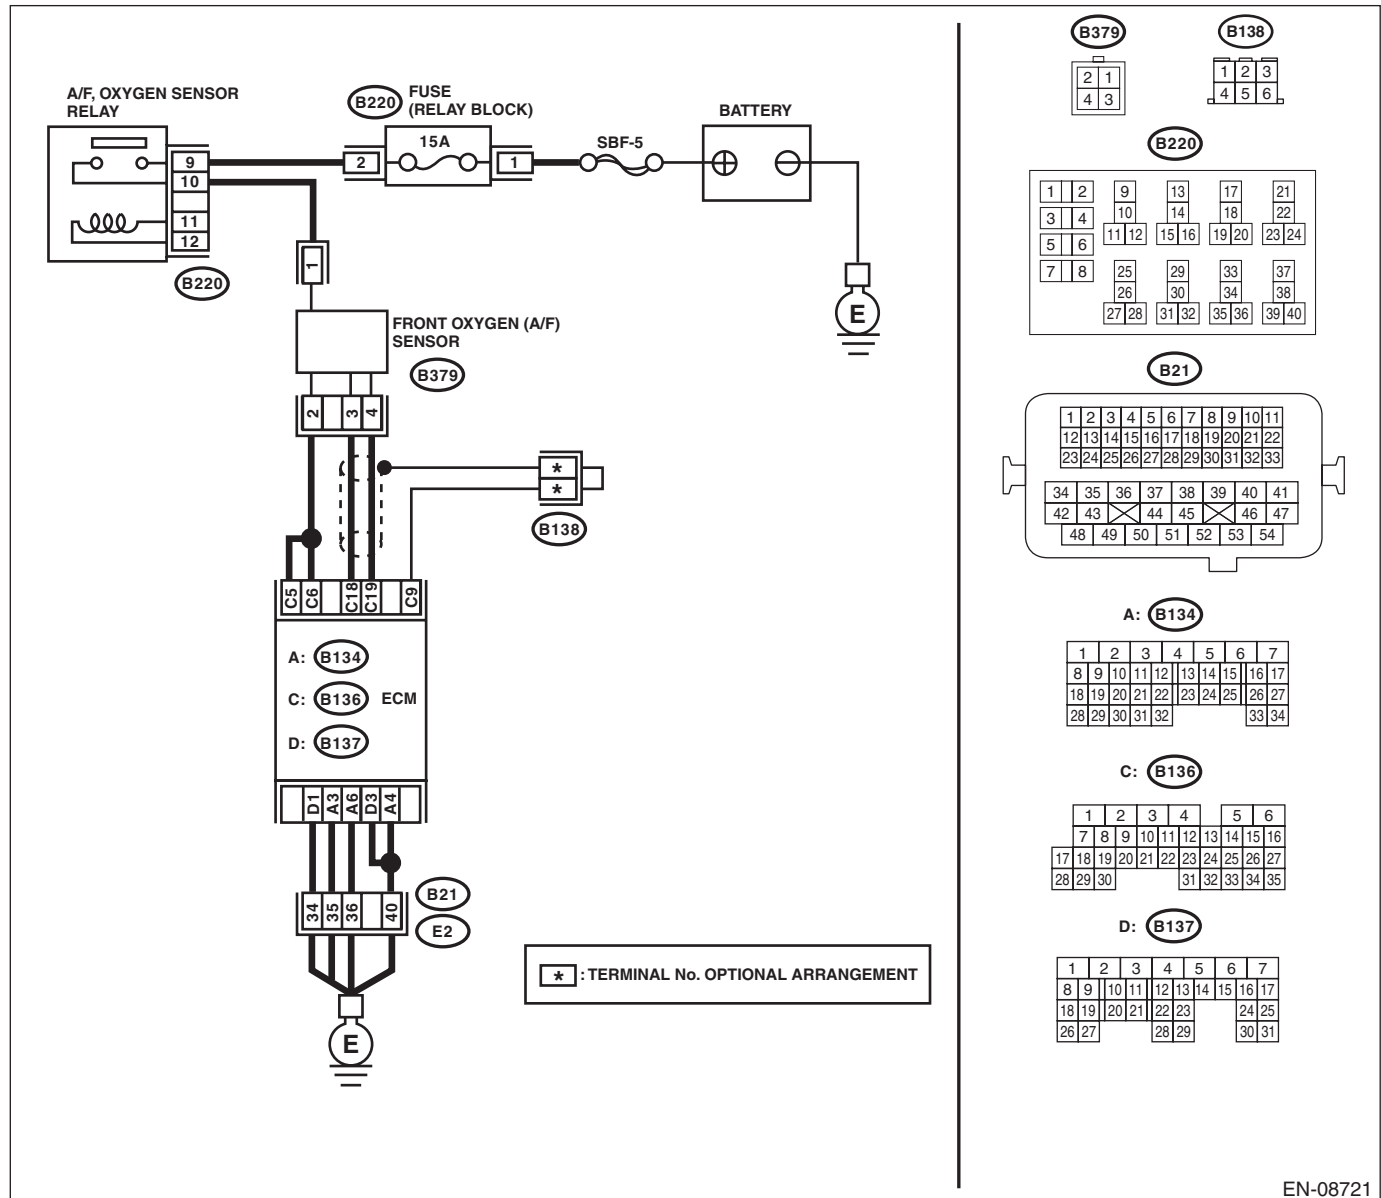 A/F, OXYGEN SENSOR
RELAY
9
10
11
12
B220
B220
FUSE
(RELAY BLOCK)
15A
2
1
SBF-5
BATTERY
E
1
FRONT OXYGEN (A/F)
SENSOR
B379
2
3
4
*
*
B138
C5
C6
C18
C19
C9
A: B134
C: B136
ECM
D: B137
D1
A3
A6
D3
A4
34
35
36
40
B21
E2
E
* : TERMINAL No. OPTIONAL ARRANGEMENT
B379
2 1
4 3
B138
1 2 3
4 5 6
B220
1 2 9 13 17 21
3 4 10 14 18 22
5 6 11 12 15 16 19 20 23 24
7 8 25 29 33 37
26 30 34 38
27 28 31 32 35 36 39 40
B21
1 2 3 4 5 6 7 8 9 10 11
12 13 14 15 16 17 18 19 20 21 22
23 24 25 26 27 28 29 30 31 32 33
34 35 36 37 38 39 40 41
42 43 44 45 46 47
48 49 50 51 52 53 54
A: B134
1 2 3 4 5 6 7
8 9 10 11 12 13 14 15 16 17
18 19 20 21 22 23 24 25 26 27
28 29 30 31 32 33 34
C: B136
1 2 3 4 5 6
7 8 9 10 11 12 13 14 15 16
17 18 19 20 21 22 23 24 25 26 27
28 29 30 31 32 33 34 35
D: B137
1 2 3 4 5 6 7
8 9 10 11 12 13 14 15 16 17
18 19 20 21 22 23 24 25
26 27 28 29 30 31
EN-08721